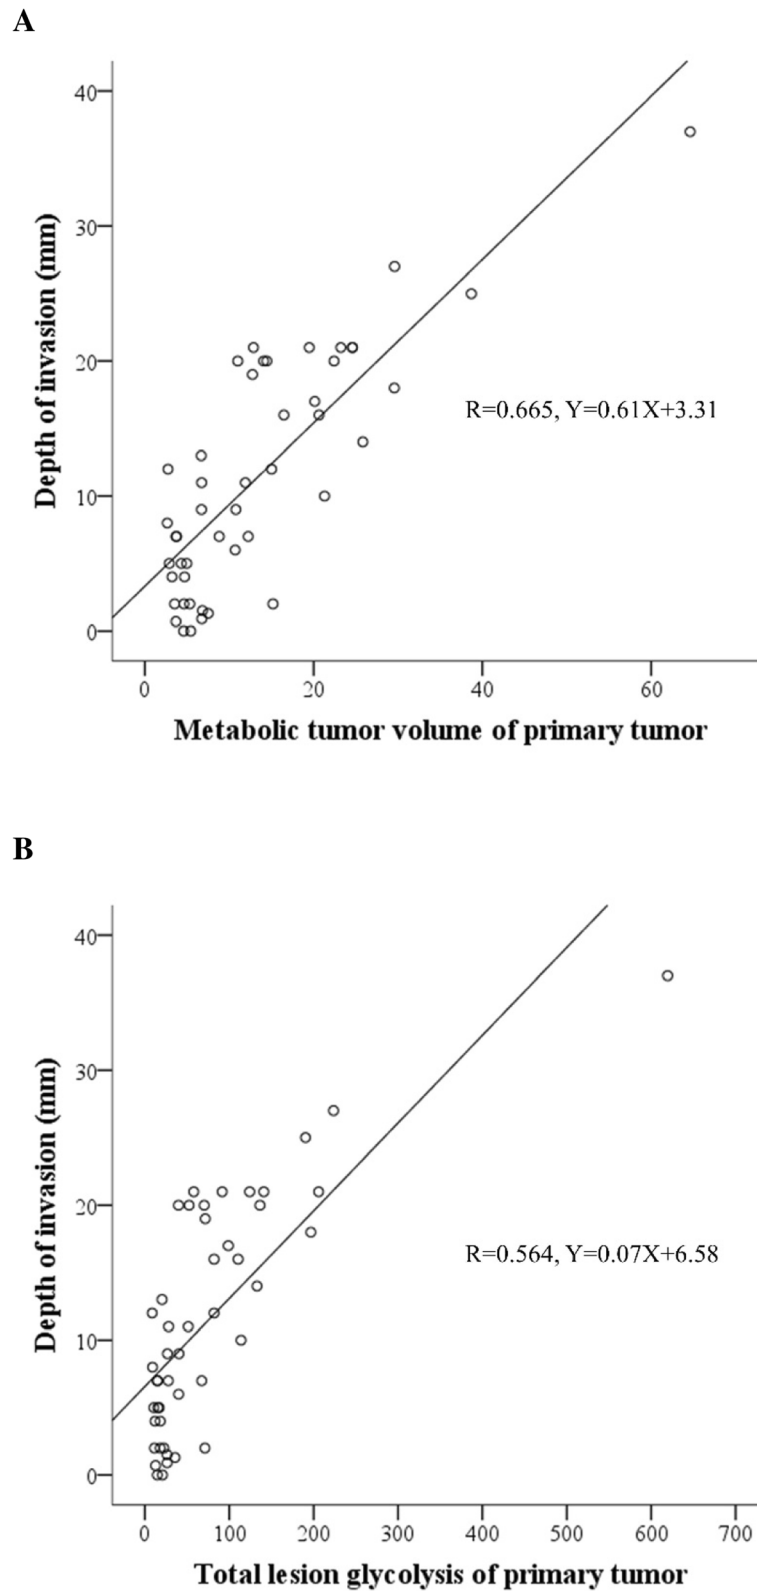 A
Depth of invasion (mm)
40
30
20
10
0
R=0.665, Y=0.61X+3.31
0 20 40 60
Metabolic tumor volume of primary tumor
B
Depth of invasion (mm)
40
30
20
10
0
R=0.564, Y=0.07X+6.58
0 100 200 300 400 500 600 700
Total lesion glycolysis of primary tumor